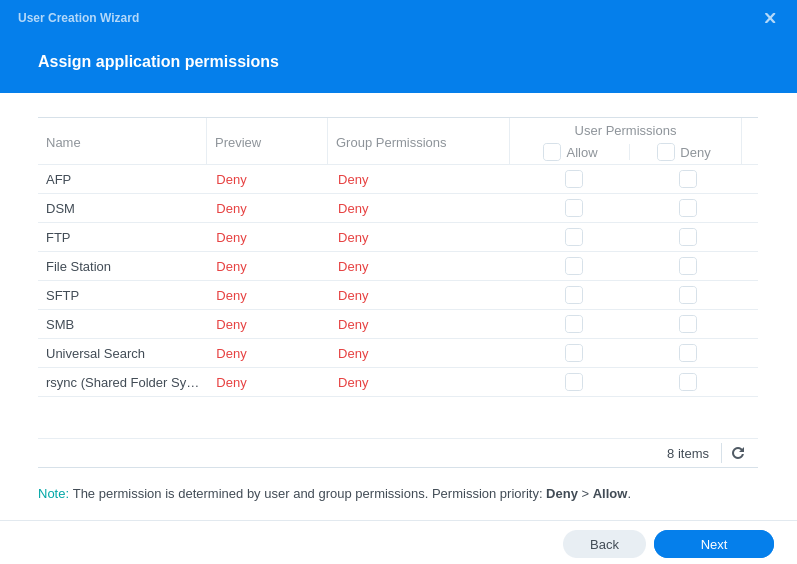 User Creation Wizard
Assign application permissions
Name Preview Group Permissions User Permissions
Allow Deny
AFP Deny Deny
DSM Deny Deny
FTP Deny Deny
File Station Deny Deny
SFTP Deny Deny
SMB Deny Deny
Universal Search Deny Deny
rsync (Shared Folder Sy… Deny Deny
8 items
Note: The permission is determined by user and group permissions. Permission priority: Deny > Allow.
Back Next